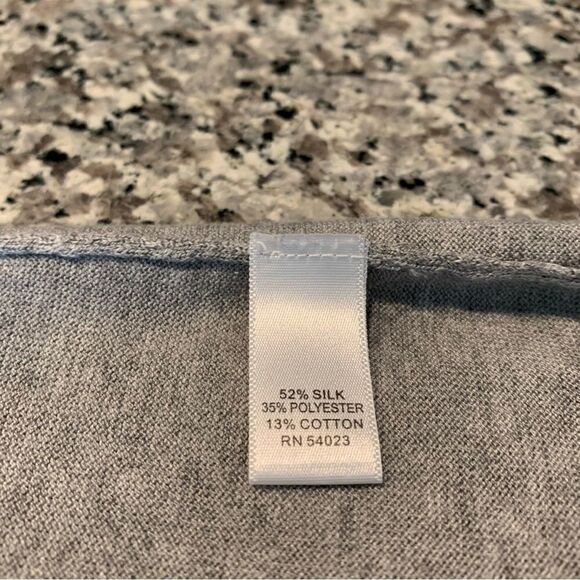 52% SILK
35% POLYESTER
13% COTTON
RN 54023